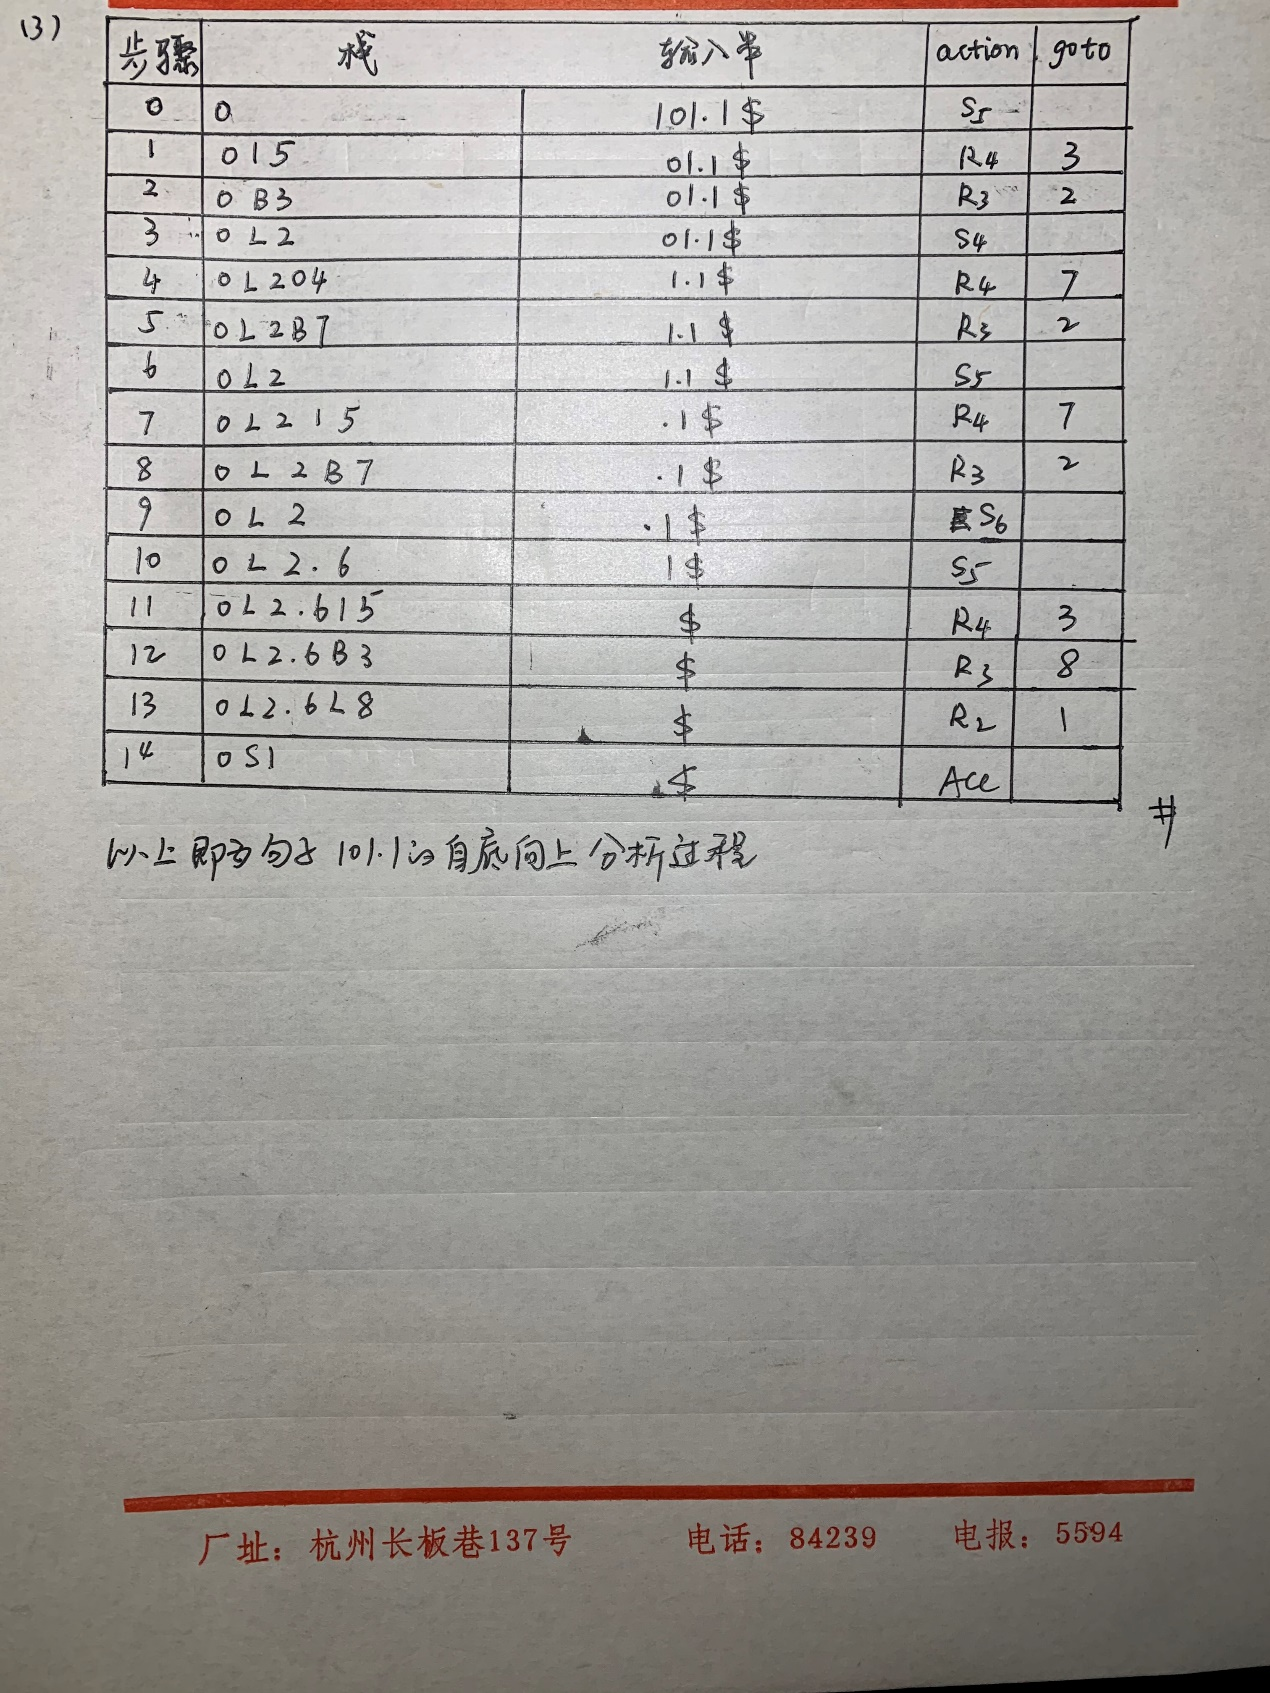 (3)
步骤 栈 输入串 action goto
0 0 101.1$ S5
1 015 01.1$ R4 3
2 0B3 01.1$ R3 2
3 0L2 01.1$ S4
4 0L204 1.1$ R4 7
5 0L2B7 1.1$ R3 2
6 0L2 1.1$ S5
7 0L215 .1$ R4 7
8 0L2B7 .1$ R3 2
9 0L2 .1$ S6
10 0L2.6 1$ S5
11 0L2.615 $ R4 3
12 0L2.6B3 $ R3 8
13 0L2.6L8 $ R2 1
14 0S1 $ Acc
#
以上即为句子101.1的自底向上分析过程
厂址：杭州长板巷137号 电话：84239 电报：5594